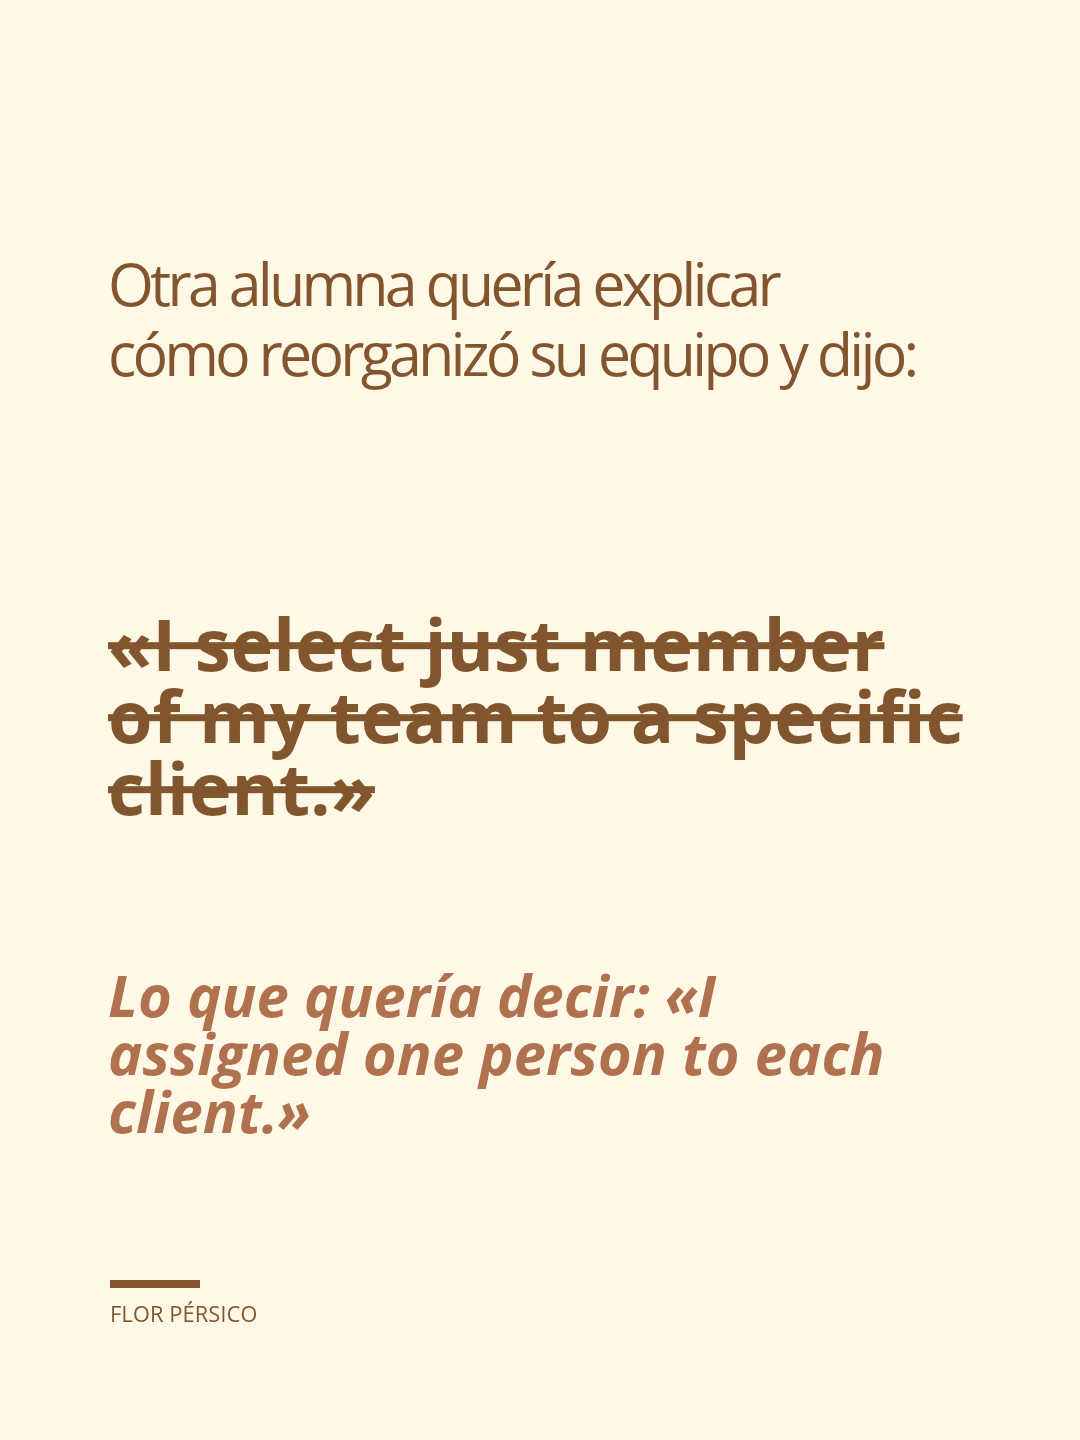 Otra alumna quería explicar
cómo reorganizó su equipo y dijo:
«I select just member
of my team to a specific
client.»
Lo que quería decir: «I
assigned one person to each
client.»
FLOR PÉRSICO